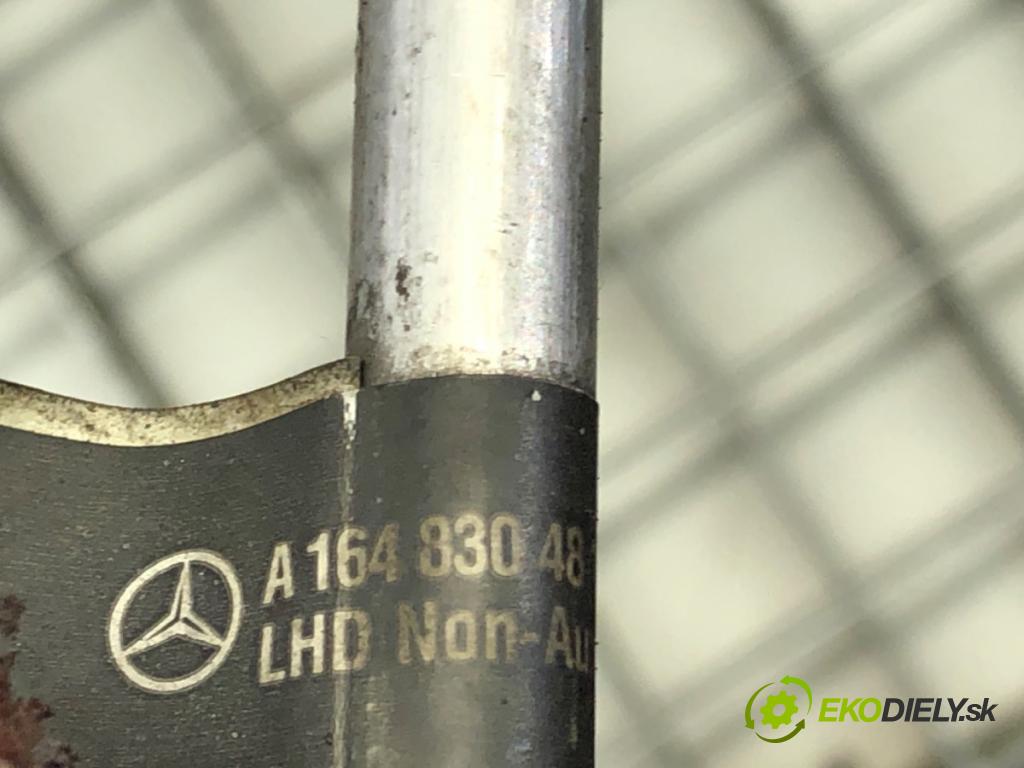 A 164 830 48
LHD Non-Au
EKODIELY.sk